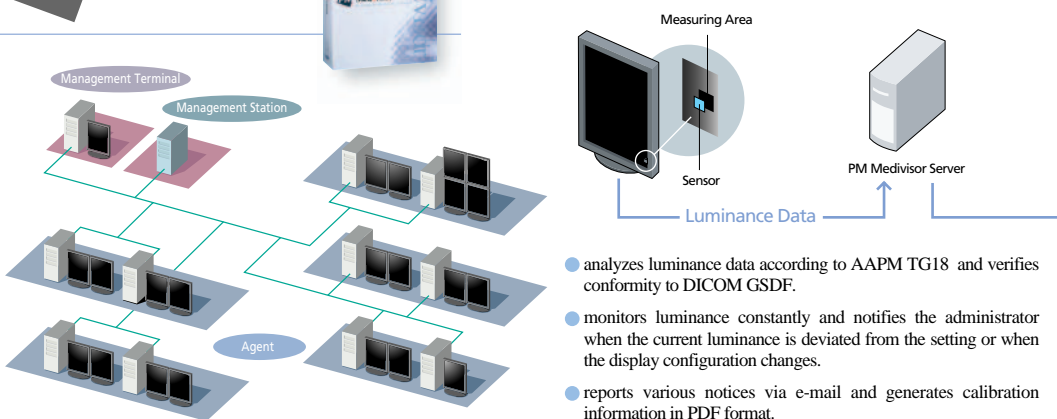 Management Terminal
Management Station
Agent
Measuring Area
Sensor
PM Medivisor Server
Luminance Data
analyzes luminance data according to AAPM TG18 and verifies
conformity to DICOM GSDF.
monitors luminance constantly and notifies the administrator
when the current luminance is deviated from the setting or when
the display configuration changes.
reports various notices via e-mail and generates calibration
information in PDF format.